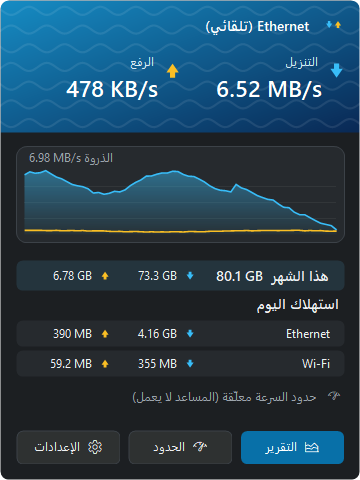 Ethernet (تلقائي)
التنزيل
6.52 MB/s
الرفع
478 KB/s
الذروة 6.98 MB/s
هذا الشهر 80.1 GB 73.3 GB 6.78 GB
استهلاك اليوم
Ethernet 4.16 GB 390 MB
Wi-Fi 355 MB 59.2 MB
حدود السرعة معلّقة (المساعد لا يعمل)
التقرير
الحدود
الإعدادات